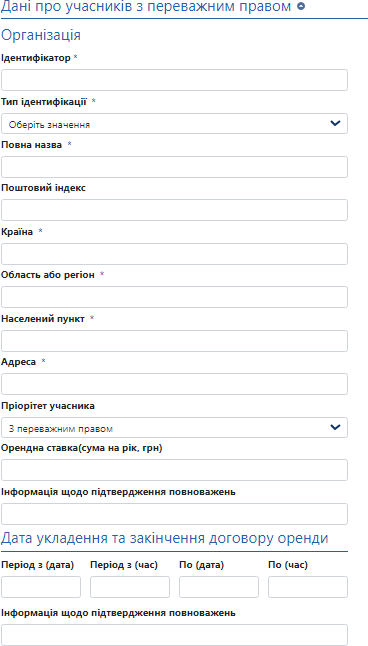 Дані про учасників з переважним правом
Організація
Ідентифікатор *
Тип ідентифікації *
Оберіть значення
Повна назва *
Поштовий індекс
Країна *
Область або регіон *
Населений пункт *
Адреса *
Пріорітет учасника
З переважним правом
Орендна ставка(сума на рік, грн)
Інформація щодо підтвердження повноважень
Дата укладення та закінчення договору оренди
Період з (дата) Період з (час) По (дата) По (час)
Інформація щодо підтвердження повноважень